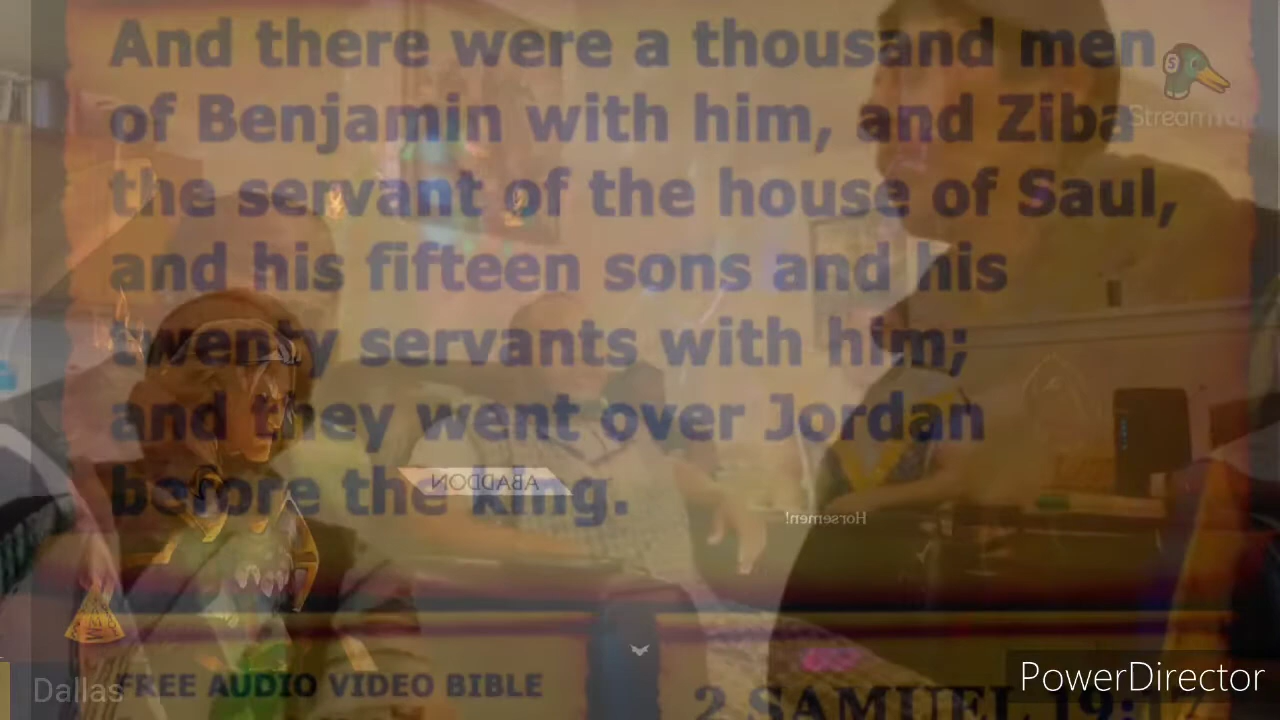 And there were a thousand men
of Benjamin with him, and Ziba
the servant of the house of Saul,
and his fifteen sons and his
twenty servants with him;
and they went over Jordan
before the king.
ABADDON
Horsemen!
Dallas
FREE AUDIO VIDEO BIBLE
2 SAMUEL 19:17
PowerDirector